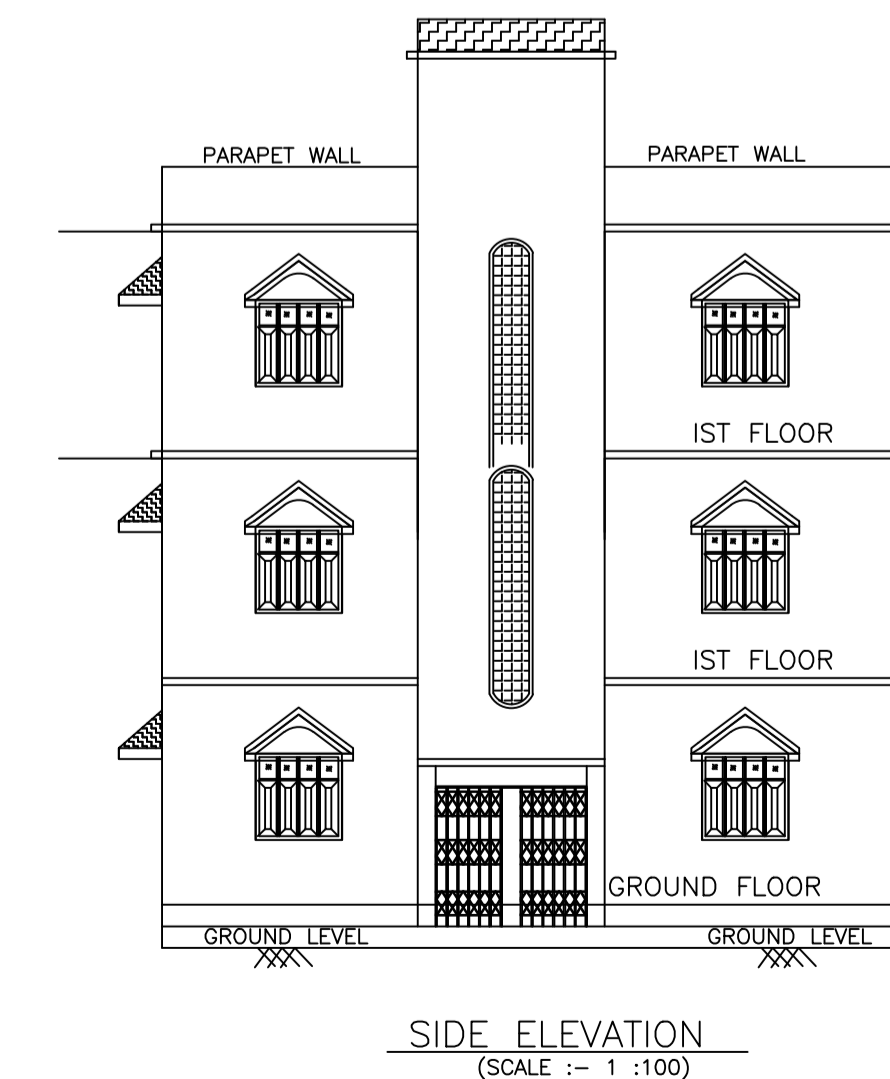 PARAPET WALL
PARAPET WALL
IST FLOOR
IST FLOOR
GROUND FLOOR
GROUND LEVEL
GROUND LEVEL
SIDE ELEVATION
(SCALE :- 1 :100)